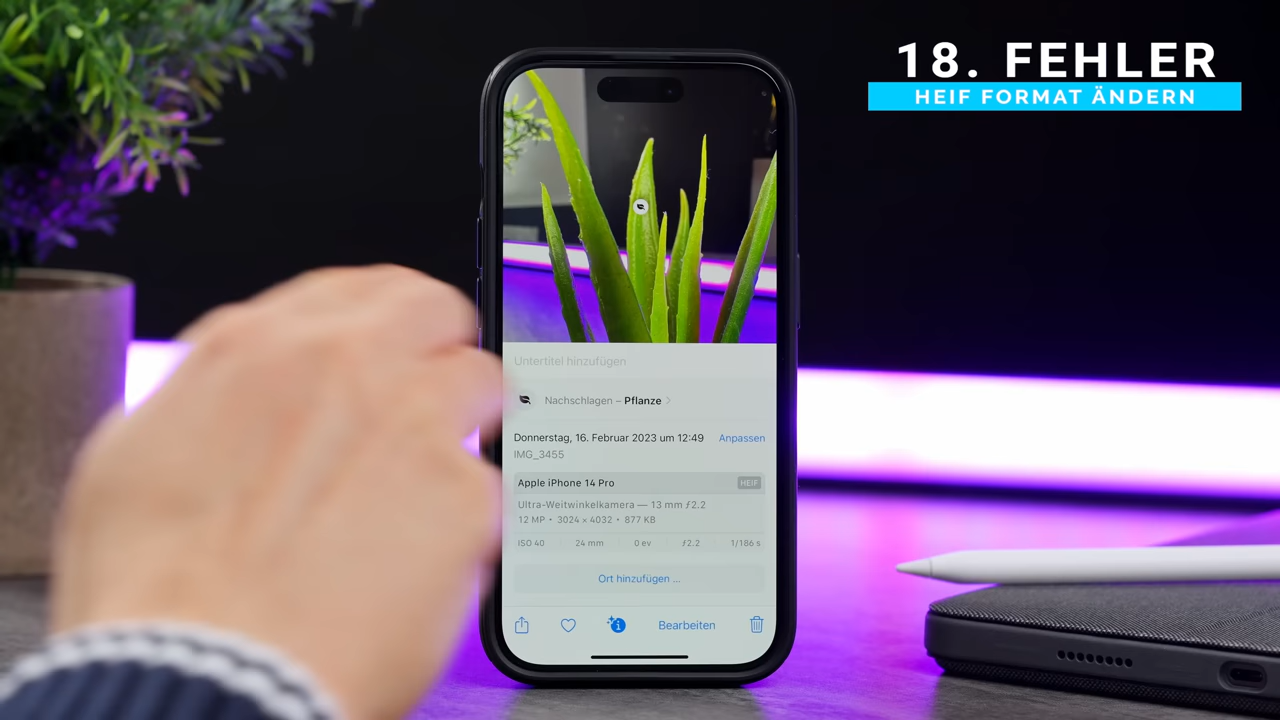 18. FEHLER
HEIF FORMAT ÄNDERN
Untertitel hinzufügen
Nachschlagen – Pflanze
Donnerstag, 16. Februar 2023 um 12:49 Anpassen
IMG_3455
Apple iPhone 14 Pro HEIF
Ultra-Weitwinkelkamera — 13 mm ƒ2.2
12 MP • 3024 × 4032 • 877 KB
ISO 40 24 mm 0 ev ƒ2.2 1/186 s
Ort hinzufügen ...
Bearbeiten